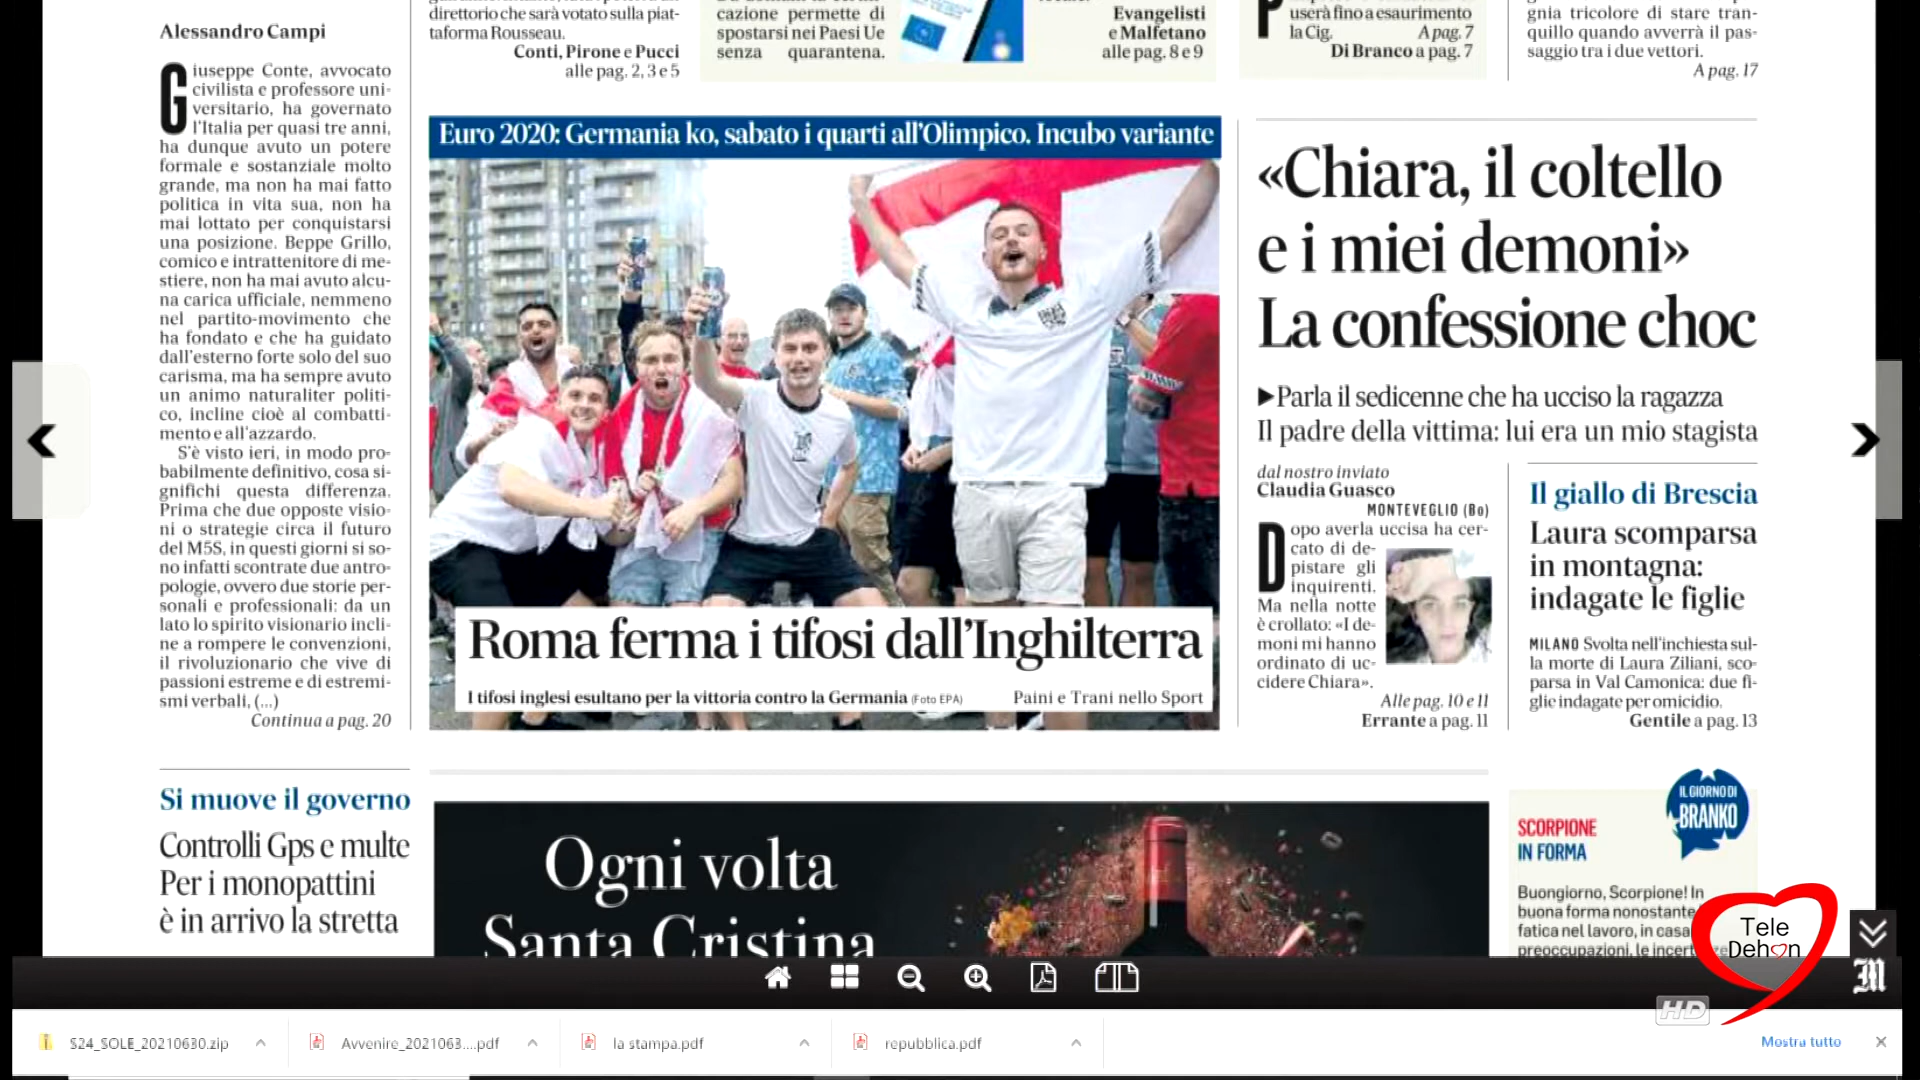 direttorio che sarà votato sulla piat-
taforma Rousseau.
Conti, Pirone e Pucci
alle pag. 2, 3 e 5
cazione permette di
spostarsi nei Paesi Ue
senza quarantena.
Evangelisti
e Malfetano
alle pag. 8 e 9
userà fino a esaurimento
la Cig. A pag. 7
Di Branco a pag. 7
gnia tricolore di stare tran-
quillo quando avverrà il pas-
saggio tra i due vettori.
A pag. 17
Alessandro Campi
Giuseppe Conte, avvocato
civilista e professore uni-
versitario, ha governato
l'Italia per quasi tre anni,
ha dunque avuto un potere
formale e sostanziale molto
grande, ma non ha mai fatto
politica in vita sua, non ha
mai lottato per conquistarsi
una posizione. Beppe Grillo,
comico e intrattenitore di me-
stiere, non ha mai avuto alcu-
na carica ufficiale, nemmeno
nel partito-movimento che
ha fondato e che ha guidato
dall'esterno forte solo del suo
carisma, ma ha sempre avuto
un animo naturaliter politi-
co, incline cioè al combatti-
mento e all'azzardo.
S'è visto ieri, in modo pro-
babilmente definitivo, cosa si-
gnifichi questa differenza.
Prima che due opposte visio-
ni o strategie circa il futuro
del M5S, in questi giorni si so-
no infatti scontrate due antro-
pologie, ovvero due storie per-
sonali e professionali: da un
lato lo spirito visionario incli-
ne a rompere le convenzioni,
il rivoluzionario che vive di
passioni estreme e di estremi-
smi verbali, (...)
Continua a pag. 20
Euro 2020: Germania ko, sabato i quarti all'Olimpico. Incubo variante
Roma ferma i tifosi dall'Inghilterra
I tifosi inglesi esultano per la vittoria contro la Germania (Foto EPA) Paini e Trani nello Sport
«Chiara, il coltello
e i miei demoni»
La confessione choc
▶Parla il sedicenne che ha ucciso la ragazza
Il padre della vittima: lui era un mio stagista
dal nostro inviato
Claudia Guasco
MONTEVEGLIO (Bo)
Dopo averla uccisa ha cer-
cato di de-
pistare gli
inquirenti.
Ma nella notte
è crollato: «I de-
moni mi hanno
ordinato di uc-
cidere Chiara».
Alle pag. 10 e 11
Errante a pag. 11
Il giallo di Brescia
Laura scomparsa
in montagna:
indagate le figlie
MILANO Svolta nell'inchiesta sul-
la morte di Laura Ziliani, sco-
parsa in Val Camonica: due fi-
glie indagate per omicidio.
Gentile a pag. 13
Si muove il governo
Controlli Gps e multe
Per i monopattini
è in arrivo la stretta
Ogni volta
Santa Cristina
IL GIORNO DI
BRANKO
SCORPIONE
IN FORMA
Buongiorno, Scorpione! In
buona forma nonostante
fatica nel lavoro, in casa
preoccupazioni, le incert
Tele
Dehon
M
HD
S24_SOLE_20210630.zip
Avvenire_2021063....pdf
la stampa.pdf
repubblica.pdf
Mostra tutto